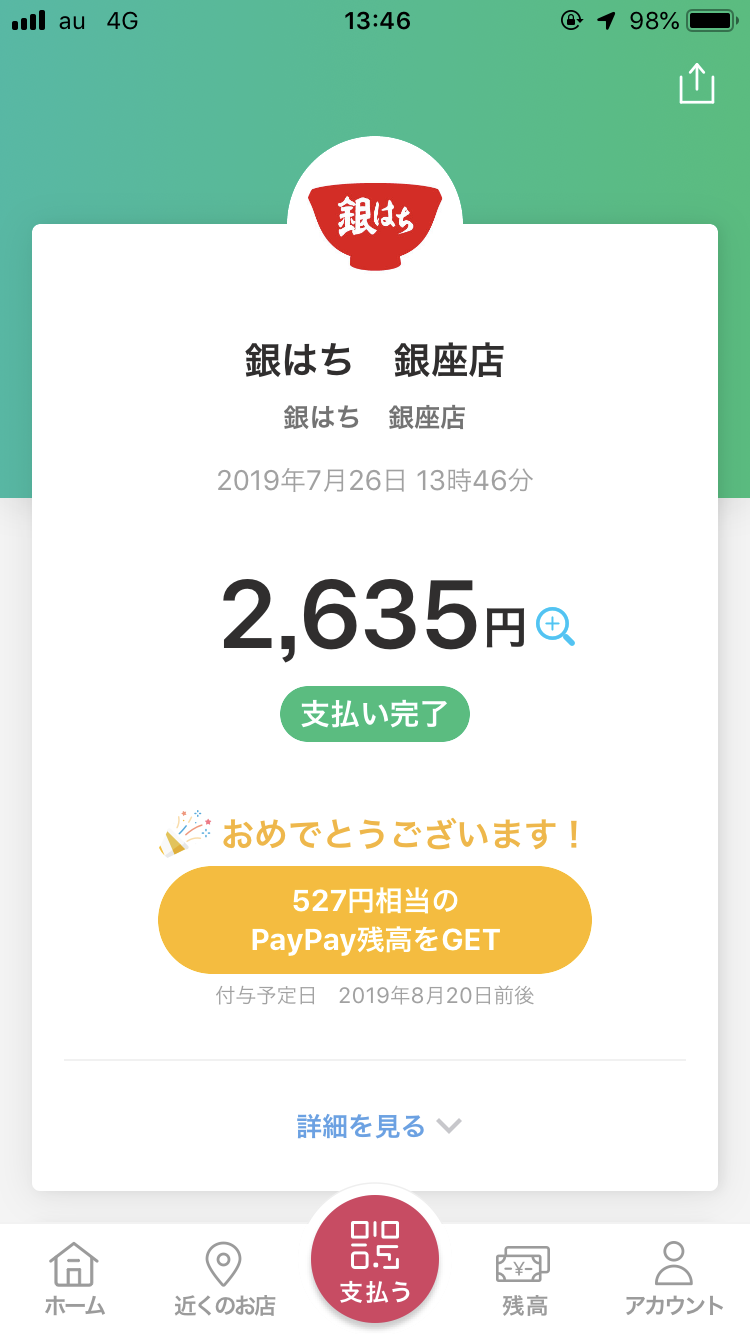 au 4G 13:46 98%
銀はち
銀はち　銀座店
銀はち　銀座店
2019年7月26日 13時46分
2,635円
支払い完了
おめでとうございます！
527円相当の
PayPay残高をGET
付与予定日　2019年8月20日前後
詳細を見る
ホーム 近くのお店 支払う 残高 アカウント